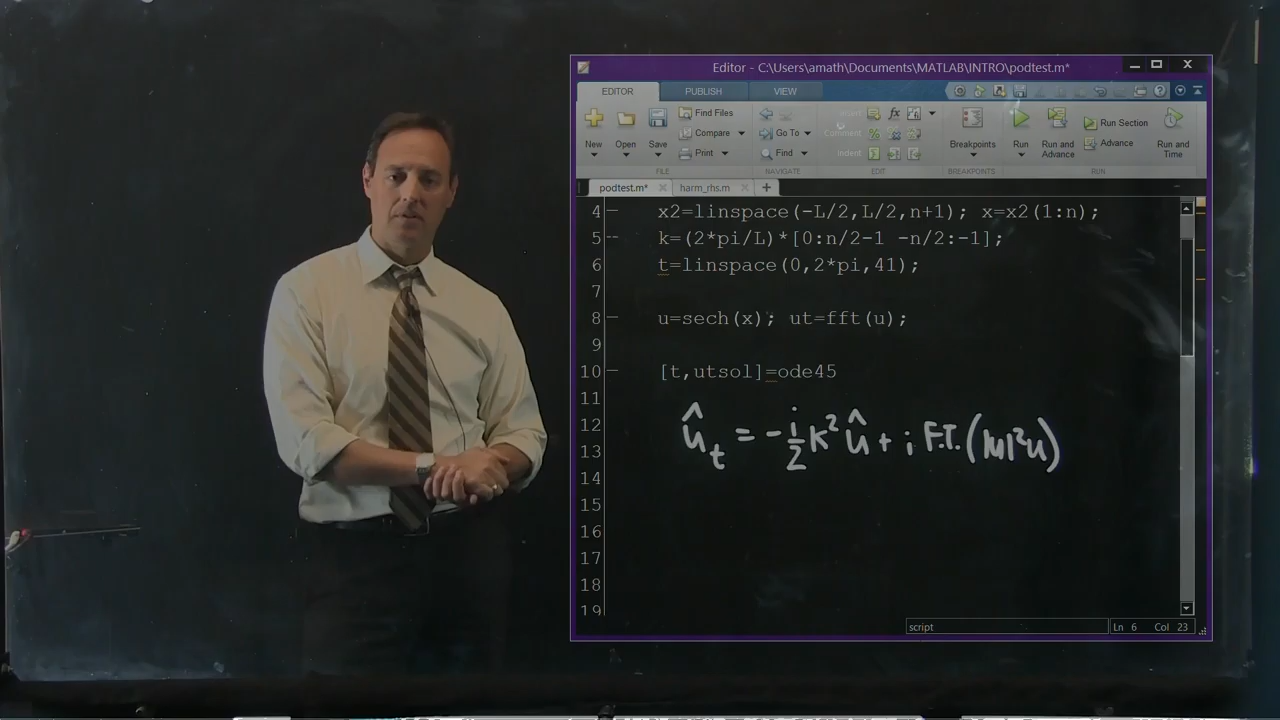 Editor - C:\Users\amath\Documents\MATLAB\INTRO\podtest.m*
EDITOR PUBLISH VIEW
New Open Save Find Files Compare Print Go To Find Comment Indent fx Breakpoints Run Run and Advance Run Section Advance Run and Time
FILE NAVIGATE EDIT BREAKPOINTS RUN
podtest.m* harm_rhs.m
4 x2=linspace(-L/2,L/2,n+1); x=x2(1:n);
5 k=(2*pi/L)*[0:n/2-1 -n/2:-1];
6 t=linspace(0,2*pi,41);
7
8 u=sech(x); ut=fft(u);
9
10 [t,utsol]=ode45
11
12
û_t = -i/2 k² û + i F.T.(|u|²u)
13
14
15
16
17
18
19
script Ln 6 Col 23